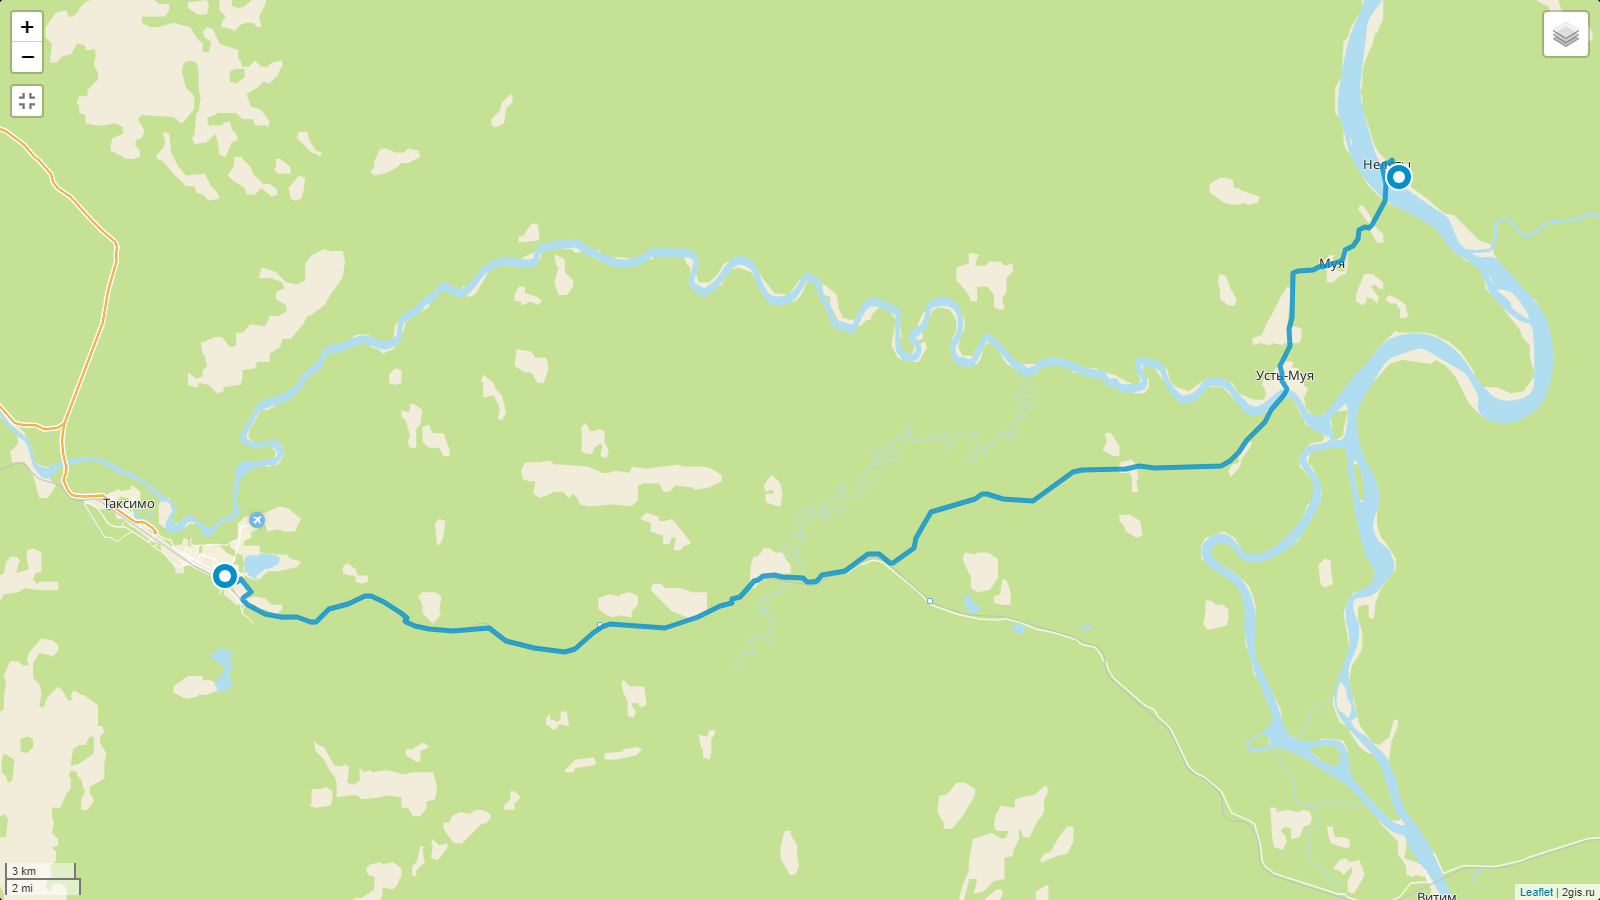 +
−
Муя
Усть-Муя
Таксимо
3 km
2 mi
Leaflet | 2gis.ru
Витим